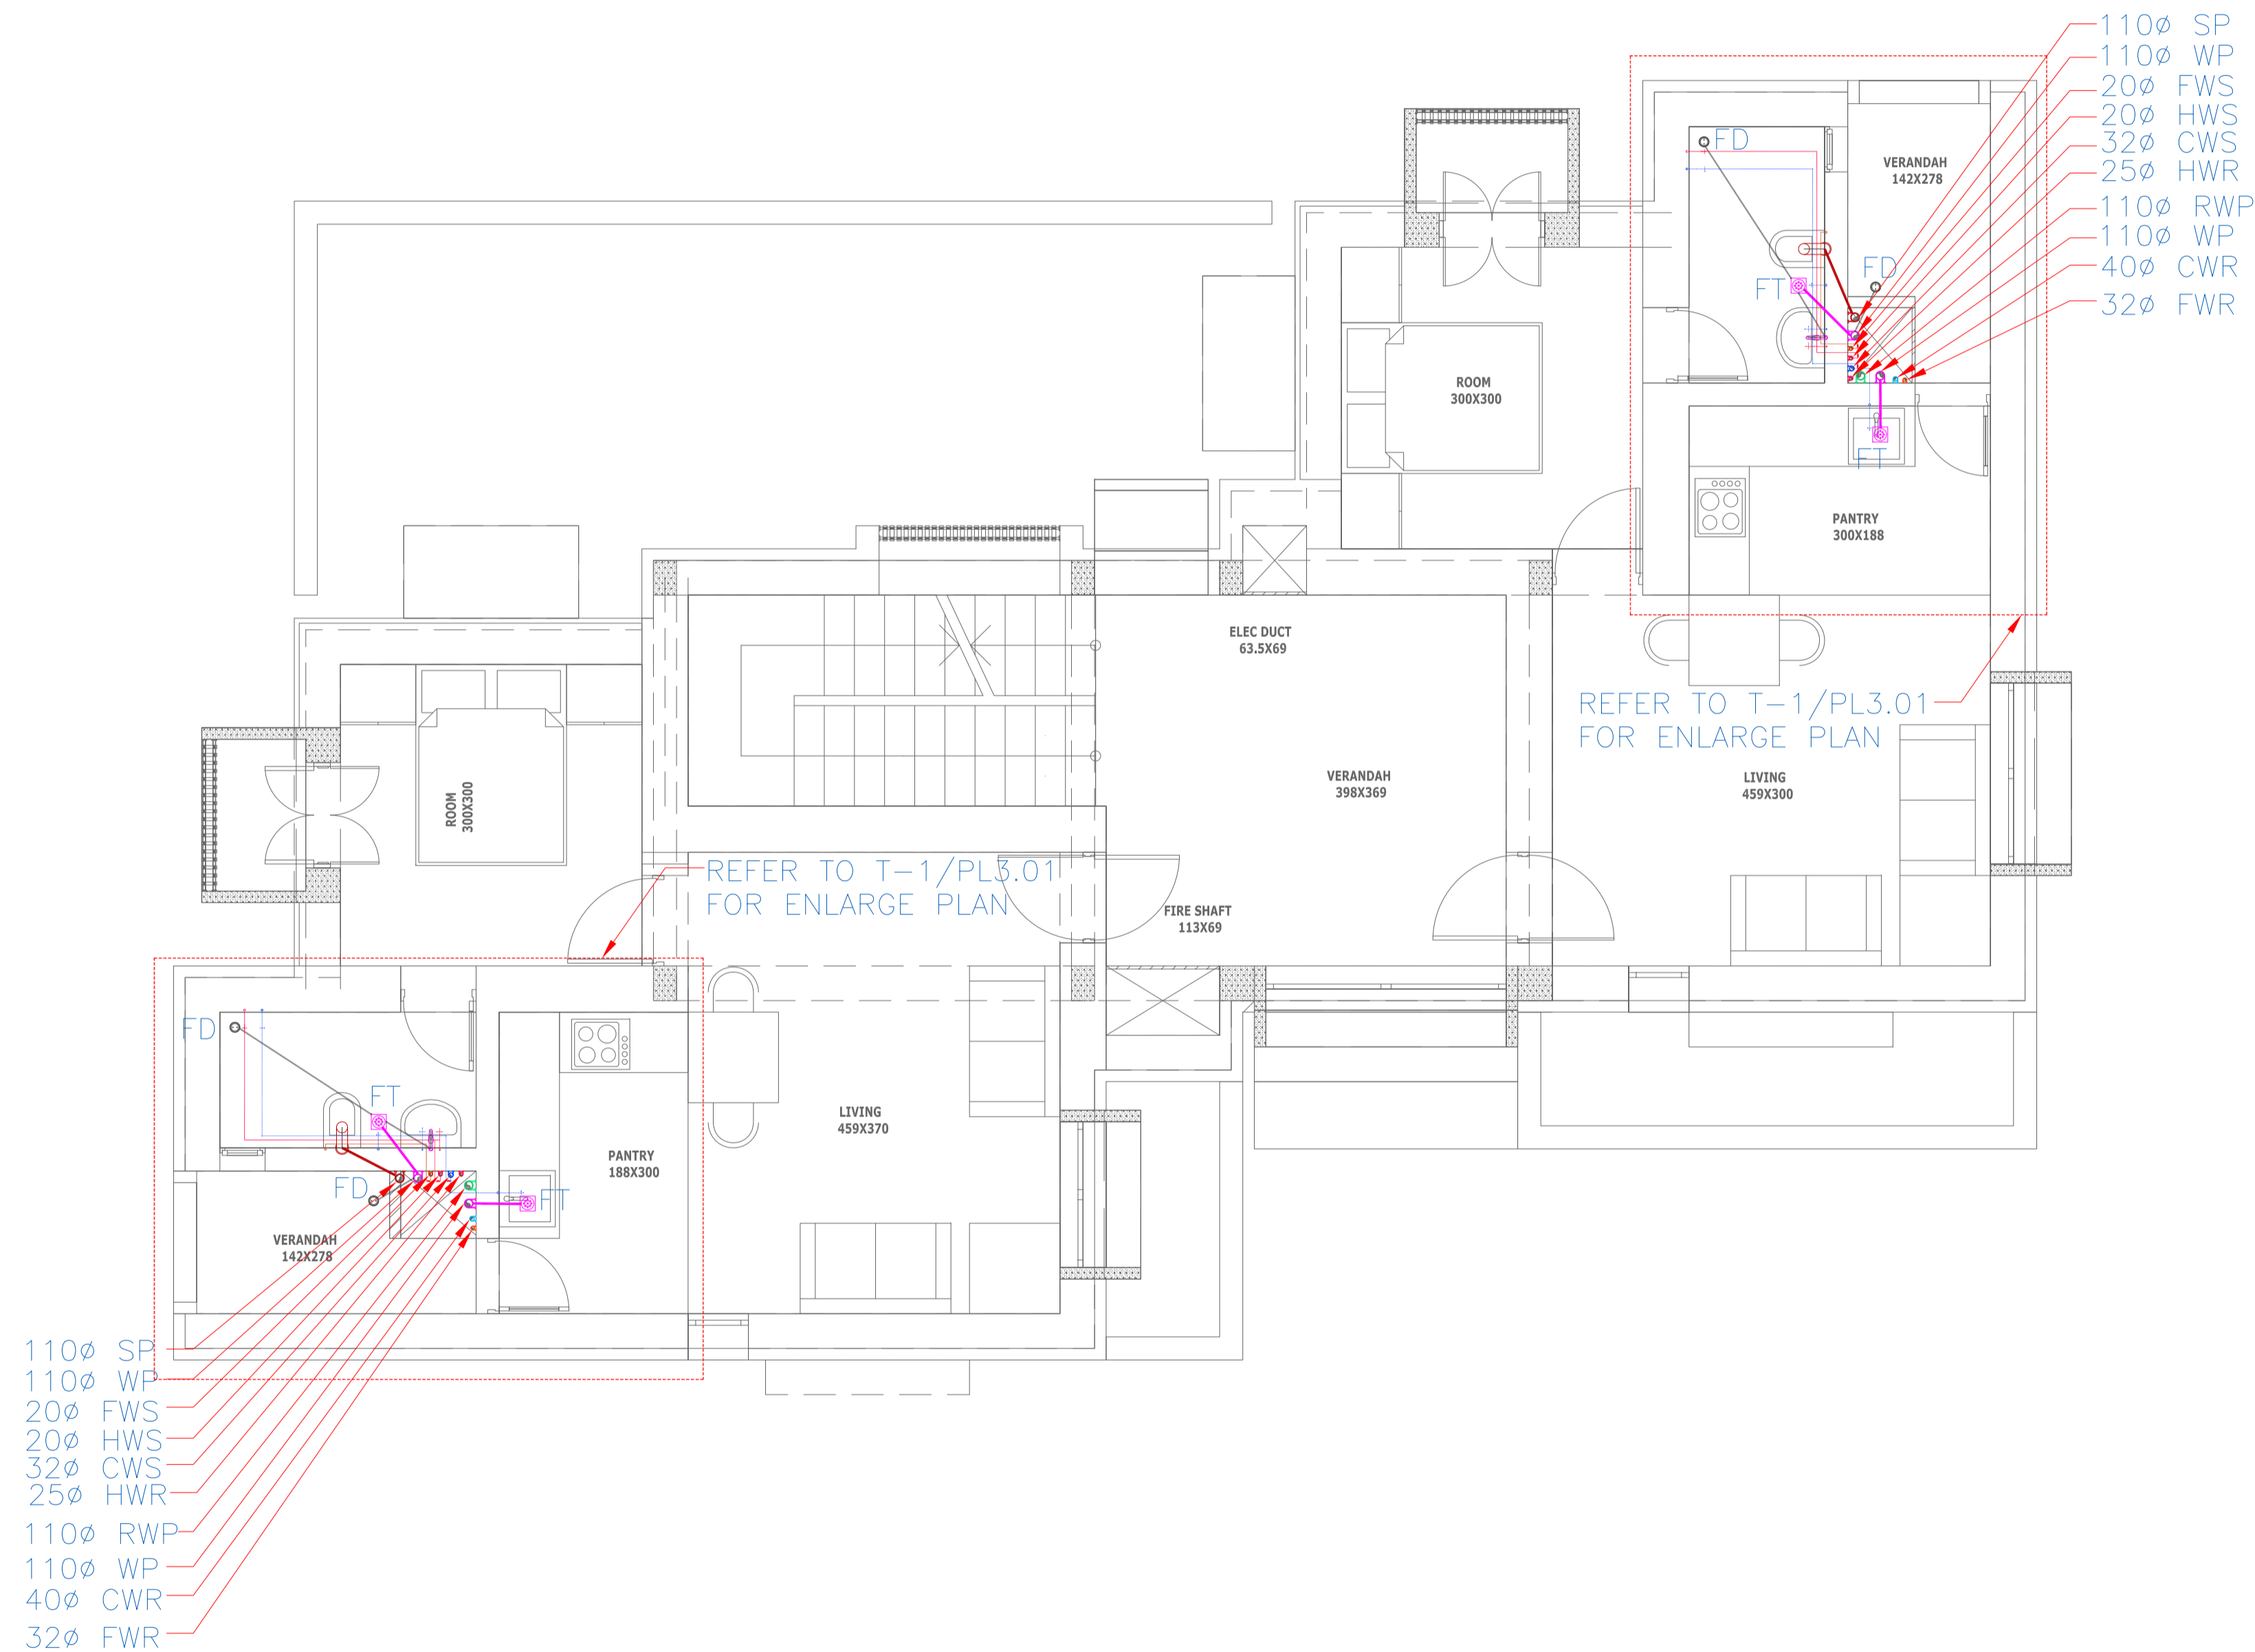 110ø SP
110ø WP
20ø FWS
20ø HWS
32ø CWS
25ø HWR
110ø RWP
110ø WP
40ø CWR
32ø FWR
FD
VERANDAH
142X278
FD
FT
ROOM
300X300
FT
PANTRY
300X188
ELEC DUCT
63.5X69
REFER TO T-1/PL3.01
FOR ENLARGE PLAN
VERANDAH
398X369
LIVING
459X300
ROOM
300X300
REFER TO T-1/PL3.01
FOR ENLARGE PLAN
FIRE SHAFT
113X69
FD
FT
LIVING
459X370
PANTRY
188X300
FD
FT
VERANDAH
142X278
110ø SP
110ø WP
20ø FWS
20ø HWS
32ø CWS
25ø HWR
110ø RWP
110ø WP
40ø CWR
32ø FWR